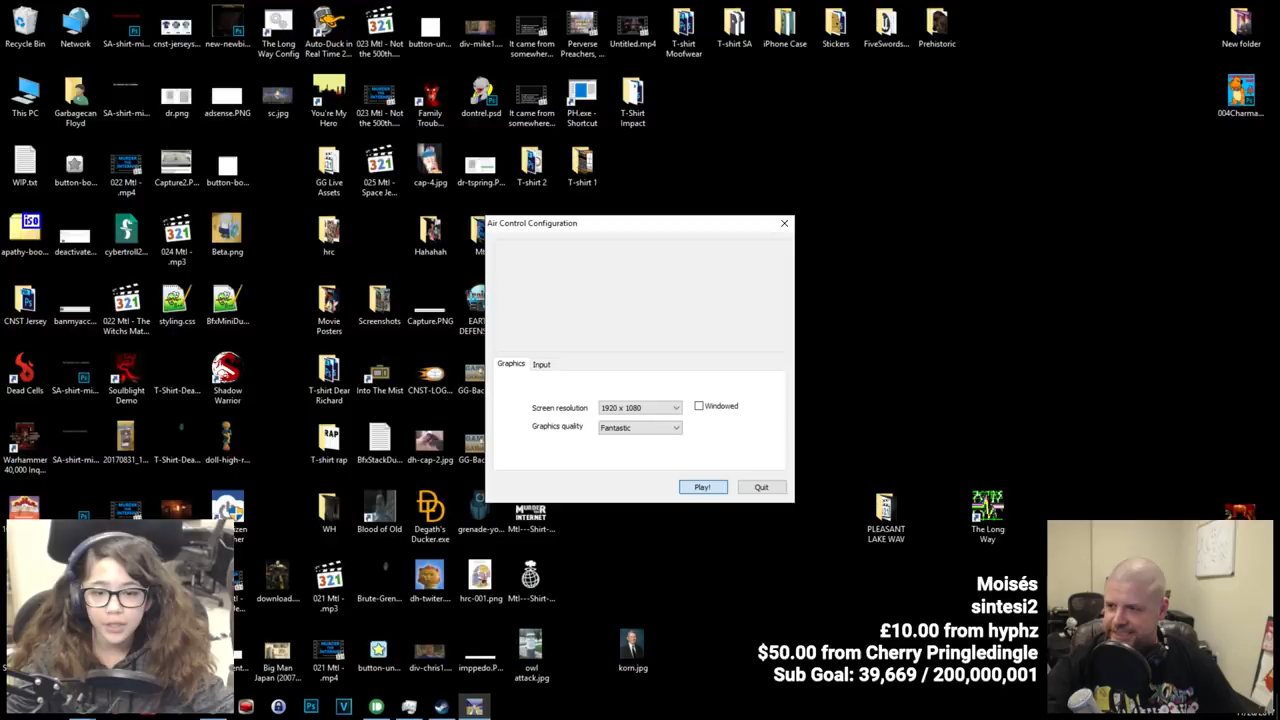 Recycle Bin
Network
SA-shirt-mi...
cnst-jerseys...
new-newbi...
The Long Way Config
Auto-Duck in Real Time 2...
023 Mtl - Not the 500th...
button-un...
div-mike1...
It came from somewhere...
Perverse Preachers, ...
Untitled.mp4
T-shirt Moofwear
T-shirt SA
iPhone Case
Stickers
FiveSwords...
Prehistoric
New folder
This PC
Garbagecan Floyd
SA-shirt-mi...
dr.png
adsense.PNG
sc.jpg
You're My Hero
023 Mtl - Not the 500th...
Family Troub...
dontrel.psd
It came from somewhere...
PH.exe - Shortcut
T-Shirt Impact
004Charma...
WIP.txt
button-bo...
022 Mtl - .mp4
Capture2.P...
button-bo...
GG Live Assets
025 Mtl - Space Je...
cap-4.jpg
dr-tspring.P...
T-shirt 2
T-shirt 1
ISO
apathy-boo...
deactivate...
cybertroll2...
024 Mtl - .mp3
Beta.png
hrc
Hahahah
Air Control Configuration
CNST Jersey
banmyacc...
022 Mtl - The Witchs Mat...
styling.css
BfxMiniDu...
Movie Posters
Screenshots
Capture.PNG
Graphics
Input
Screen resolution
1920 x 1080
Windowed
Graphics quality
Fantastic
Play!
Quit
Dead Cells
SA-shirt-mi...
Soulblight Demo
T-Shirt-Dea...
Shadow Warrior
T-shirt Dear Richard
Into The Mist
CNST-LOG...
GG-Bac...
Warhammer 40,000 Inq...
SA-shirt-mi...
20170831_1...
T-Shirt-Dea...
doll-high-r...
T-shirt rap
BfxStackDu...
dh-cap-2.jpg
GG-Bac...
WH
Blood of Old
Degath's Ducker.exe
grenade-yo...
MURDER THE INTERNET
Mtl---Shirt-...
PLEASANT LAKE WAV
The Long Way
download....
021 Mtl - .mp3
Brute-Gren...
dh-twiter....
hrc-001.png
Mtl---Shirt-...
Big Man Japan (2007...
021 Mtl - .mp4
button-un...
div-chris1...
imppedo.P...
owl attack.jpg
korn.jpg
Moisés
sintesi2
£10.00 from hyphz
$50.00 from Cherry Pringledingle
Sub Goal: 39,669 / 200,000,001